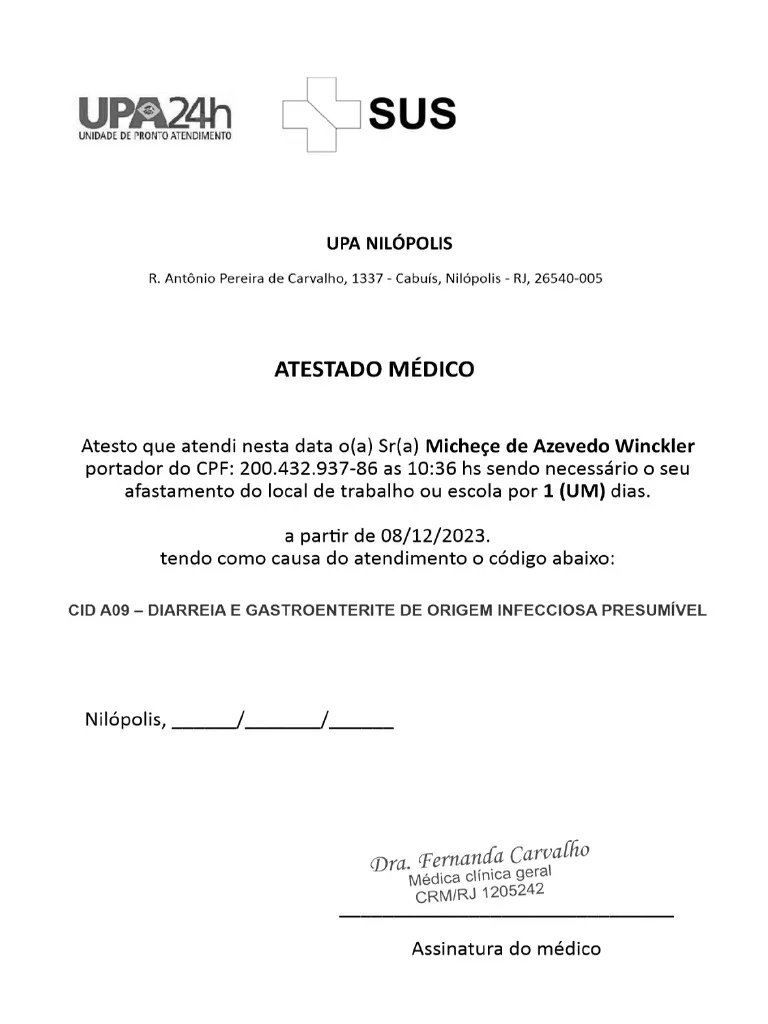 UPA24h
UNIDADE DE PRONTO ATENDIMENTO
SUS
UPA NILÓPOLIS
R. Antônio Pereira de Carvalho, 1337 - Cabuís, Nilópolis - RJ, 26540-005
ATESTADO MÉDICO
Atesto que atendi nesta data o(a) Sr(a) Micheçe de Azevedo Winckler
portador do CPF: 200.432.937-86 as 10:36 hs sendo necessário o seu
afastamento do local de trabalho ou escola por 1 (UM) dias.
a partir de 08/12/2023.
tendo como causa do atendimento o código abaixo:
CID A09 – DIARREIA E GASTROENTERITE DE ORIGEM INFECCIOSA PRESUMÍVEL
Nilópolis, ______/_______/______
Dra. Fernanda Carvalho
Médica clínica geral
CRM/RJ 1205242
Assinatura do médico